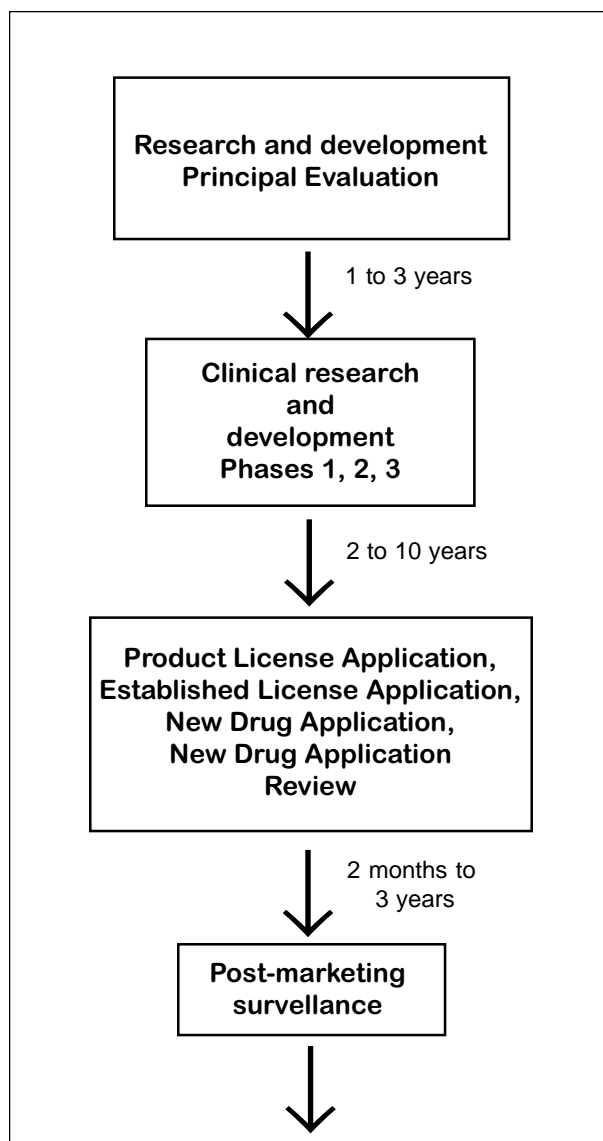 Research and development
Principal Evaluation
1 to 3 years
Clinical research
and
development
Phases 1, 2, 3
2 to 10 years
Product License Application,
Established License Application,
New Drug Application,
New Drug Application
Review
2 months to
3 years
Post-marketing
survellance